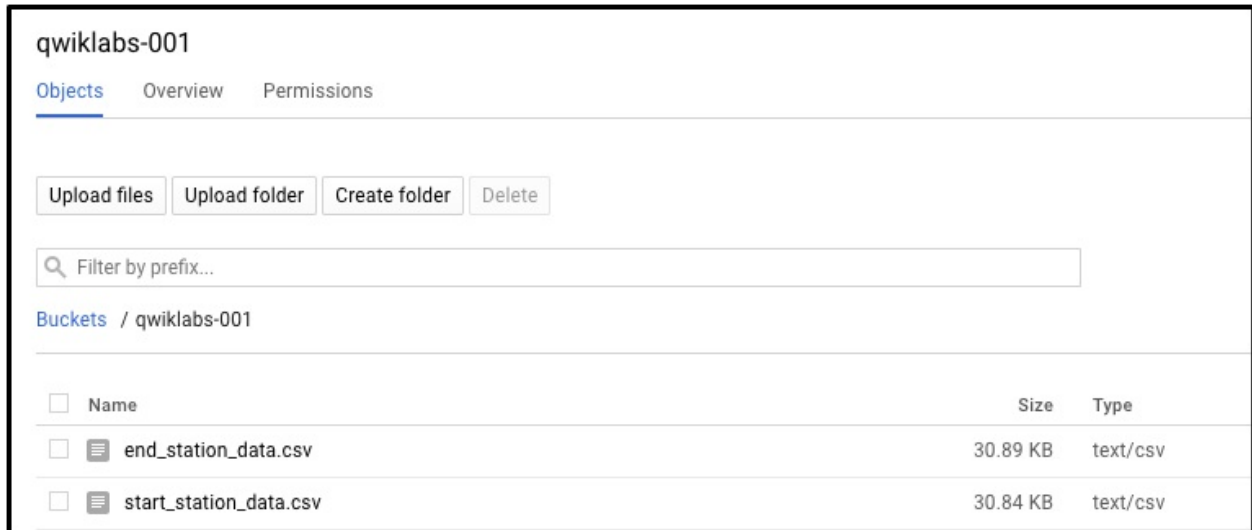 qwiklabs-001
Objects Overview Permissions
Upload files Upload folder Create folder Delete
Filter by prefix...
Buckets / qwiklabs-001
Name Size Type
end_station_data.csv 30.89 KB text/csv
start_station_data.csv 30.84 KB text/csv